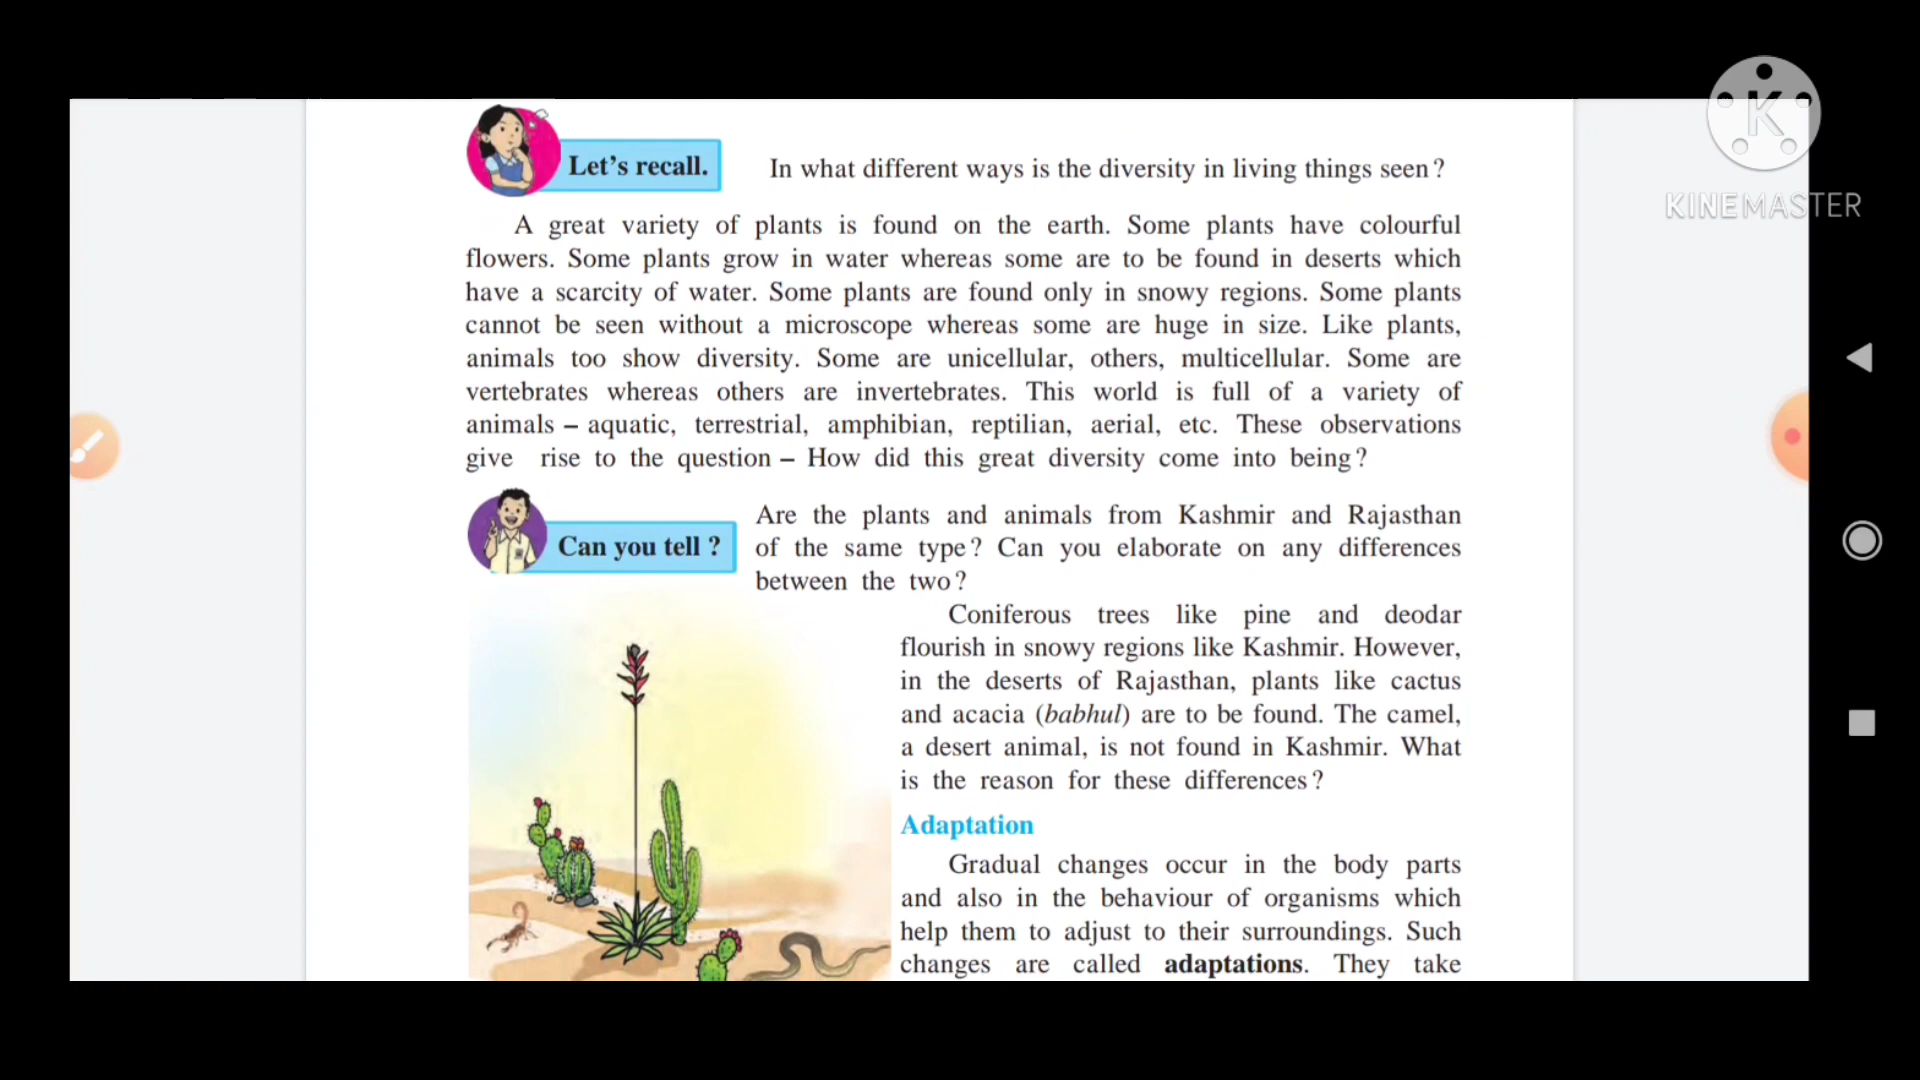 Let’s recall.
In what different ways is the diversity in living things seen?
A great variety of plants is found on the earth. Some plants have colourful
flowers. Some plants grow in water whereas some are to be found in deserts which
have a scarcity of water. Some plants are found only in snowy regions. Some plants
cannot be seen without a microscope whereas some are huge in size. Like plants,
animals too show diversity. Some are unicellular, others, multicellular. Some are
vertebrates whereas others are invertebrates. This world is full of a variety of
animals – aquatic, terrestrial, amphibian, reptilian, aerial, etc. These observations
give rise to the question – How did this great diversity come into being?
Can you tell ?
Are the plants and animals from Kashmir and Rajasthan
of the same type? Can you elaborate on any differences
between the two?
Coniferous trees like pine and deodar
flourish in snowy regions like Kashmir. However,
in the deserts of Rajasthan, plants like cactus
and acacia (babhul) are to be found. The camel,
a desert animal, is not found in Kashmir. What
is the reason for these differences?
Adaptation
Gradual changes occur in the body parts
and also in the behaviour of organisms which
help them to adjust to their surroundings. Such
changes are called adaptations. They take
K
KINEMASTER